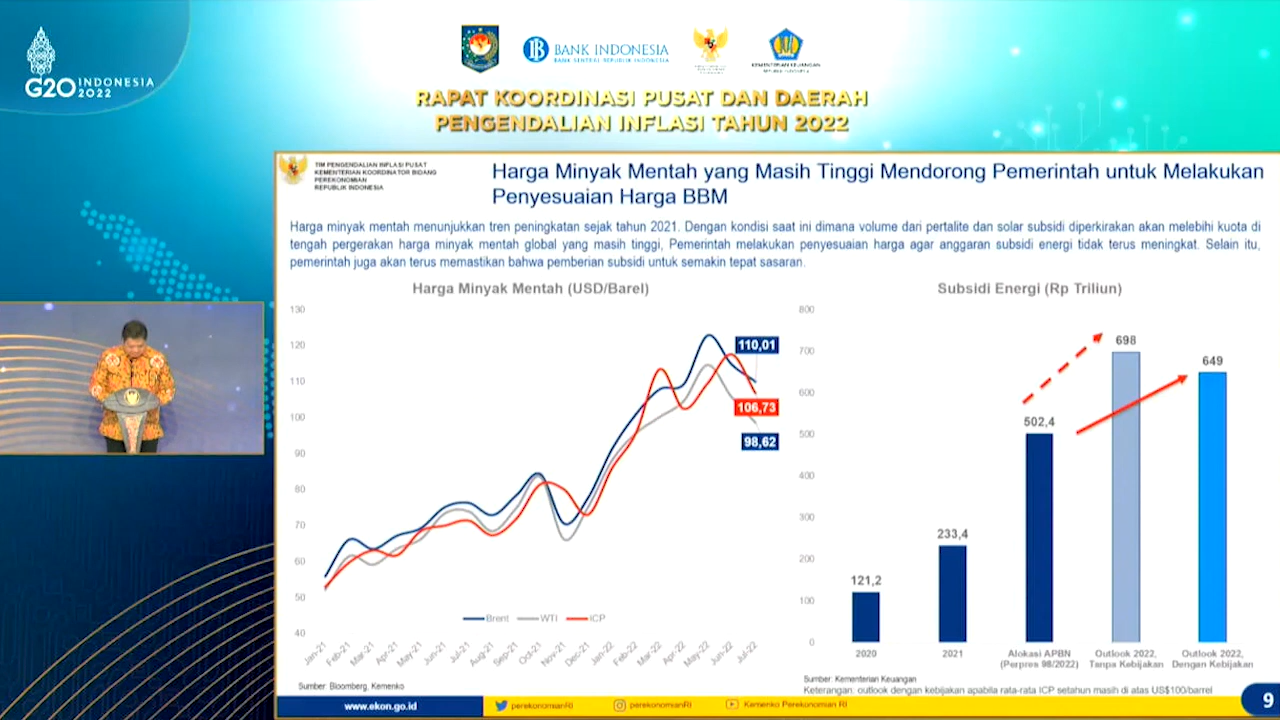 G20 INDONESIA
2022
BANK INDONESIA
BANK SENTRAL REPUBLIK INDONESIA
KEMENTERIAN KEUANGAN
REPUBLIK INDONESIA
RAPAT KOORDINASI PUSAT DAN DAERAH
PENGENDALIAN INFLASI TAHUN 2022
TIM PENGENDALIAN INFLASI PUSAT
KEMENTERIAN KOORDINATOR BIDANG
PEREKONOMIAN
REPUBLIK INDONESIA
Harga Minyak Mentah yang Masih Tinggi Mendorong Pemerintah untuk Melakukan
Penyesuaian Harga BBM
Harga minyak mentah menunjukkan tren peningkatan sejak tahun 2021. Dengan kondisi saat ini dimana volume dari pertalite dan solar subsidi diperkirakan akan melebihi kuota di
tengah pergerakan harga minyak mentah global yang masih tinggi, Pemerintah melakukan penyesuaian harga agar anggaran subsidi energi tidak terus meningkat. Selain itu,
pemerintah juga akan terus memastikan bahwa pemberian subsidi untuk semakin tepat sasaran.
Harga Minyak Mentah (USD/Barel)
130
120
110
100
90
80
70
60
50
40
110,01
106,73
98,62
Brent WTI ICP
Jan-21 Feb-21 Mar-21 Apr-21 May-21 Jun-21 Jul-21 Aug-21 Sep-21 Oct-21 Nov-21 Dec-21 Jan-22 Feb-22 Mar-22 Apr-22 May-22 Jun-22 Jul-22
Sumber: Bloomberg, Kemenko
Subsidi Energi (Rp Triliun)
800
700
600
500
400
300
200
100
0
121,2
233,4
502,4
698
649
2020 2021 Alokasi APBN Outlook 2022, Outlook 2022,
(Perpres 98/2022) Tanpa Kebijakan Dengan Kebijakan
Sumber: Kementerian Keuangan
Keterangan: outlook dengan kebijakan apabila rata-rata ICP setahun masih di atas US$100/barrel
www.ekon.go.id perekonomianRI perekonomianRI Kemenko Perekonomian RI 9